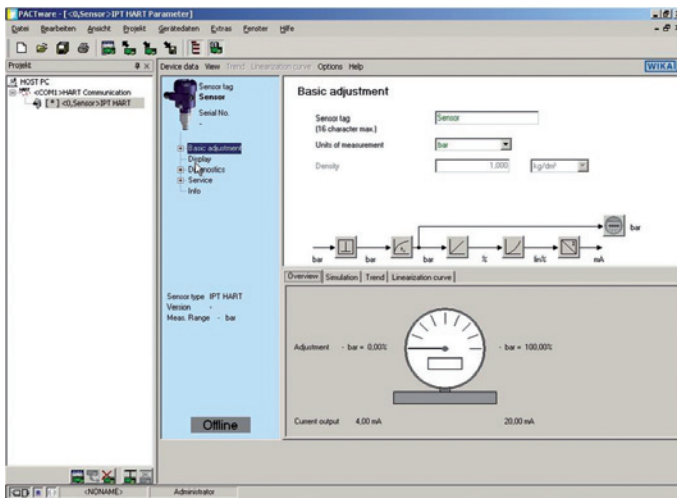 PACTware - [<0,Sensor>IPT HART Parameter]
Datei Bearbeiten Ansicht Projekt Gerätedaten Extras Fenster Hilfe
Projekt
HOST PC
<COM1>HART Communication
[*] <0,Sensor>IPT HART
Device data View Trend Linearization curve Options Help
WIKA
Sensor tag
Sensor
Serial No.
-
Basic adjustment
Display
Diagnostics
Service
Info
Sensor type IPT HART
Version -
Meas. Range - bar
Offline
Basic adjustment
Sensor tag
(16 character max.)
Sensor
Units of measurement
bar
Density
1,000
kg/dm³
bar
bar bar bar % lin% mA
Overview Simulation Trend Linearization curve
Adjustment - bar = 0,00% - bar = 100,00%
Current output 4,00 mA 20,00 mA
<NONAME> Administrator